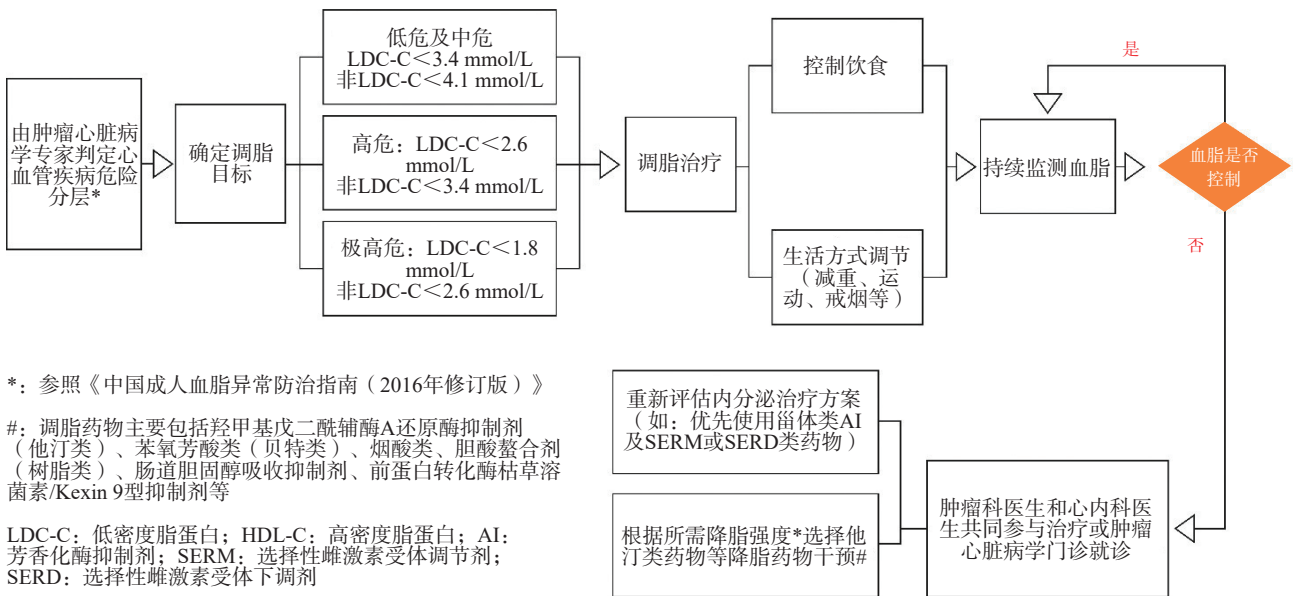 由肿瘤心脏病
学专家判定心
血管疾病危险
分层*
确定调脂
目标
低危及中危
LDC-C＜3.4 mmol/L
非LDC-C＜4.1 mmol/L
高危：LDC-C＜2.6
mmol/L
非LDC-C＜3.4 mmol/L
极高危：LDC-C＜1.8
mmol/L
非LDC-C＜2.6 mmol/L
调脂治疗
控制饮食
生活方式调节
（减重、运
动、戒烟等）
持续监测血脂
是
血脂是否
控制
否
肿瘤科医生和心内科医
生共同参与治疗或肿瘤
心脏病学门诊就诊
重新评估内分泌治疗方案
（如：优先使用甾体类AI
及SERM或SERD类药物）
根据所需降脂强度*选择他
汀类药物等降脂药物干预#
*：参照《中国成人血脂异常防治指南（2016年修订版）》
#：调脂药物主要包括羟甲基戊二酰辅酶A还原酶抑制剂
（他汀类）、苯氧芳酸类（贝特类）、烟酸类、胆酸螯合剂
（树脂类）、肠道胆固醇吸收抑制剂、前蛋白转化酶枯草溶
菌素/Kexin 9型抑制剂等
LDC-C：低密度脂蛋白；HDL-C：高密度脂蛋白；AI：
芳香化酶抑制剂；SERM：选择性雌激素受体调节剂；
SERD：选择性雌激素受体下调剂